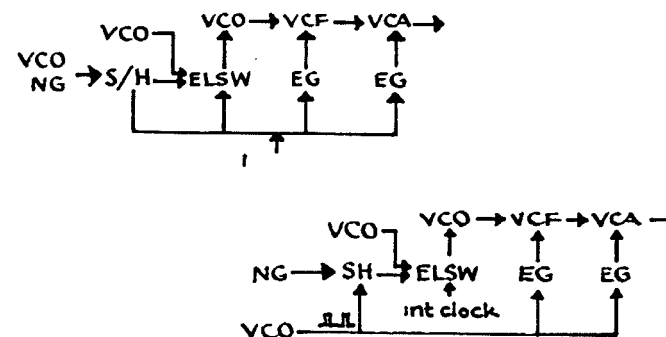 VCO VCF VCA
VCO
VCO
NG S/H ELSW EG EG
VCO VCF VCA
VCO
NG SH ELSW EG EG
int clock
VCO